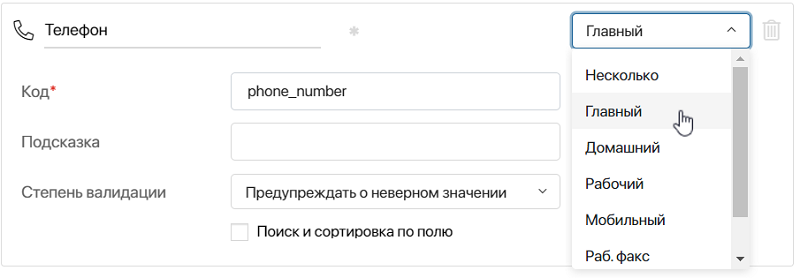 Телефон
*
Главный
Код*
phone_number
Подсказка
Степень валидации
Предупреждать о неверном значении
Поиск и сортировка по полю
Несколько
Главный
Домашний
Рабочий
Мобильный
Раб. факс